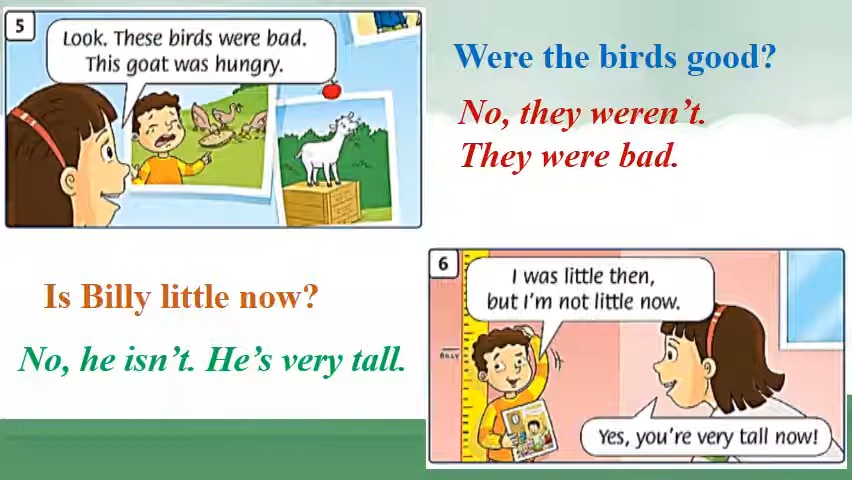 5
Look. These birds were bad.
This goat was hungry.
Were the birds good?
No, they weren't.
They were bad.
Is Billy little now?
No, he isn't. He's very tall.
6
I was little then,
but I'm not little now.
BILLY
Yes, you're very tall now!